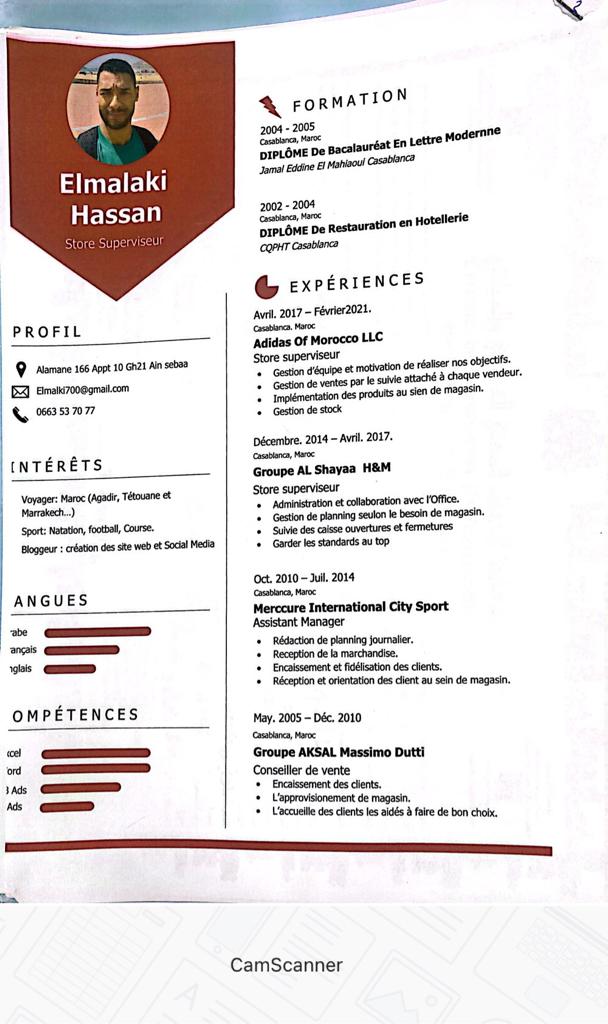 2
Elmalaki
Hassan
Store Superviseur
PROFIL
Alamane 166 Appt 10 Gh21 Ain sebaa
Elmalki700@gmail.com
0663 53 70 77
INTÉRÊTS
Voyager: Maroc (Agadir, Tétouane et
Marrakech...)
Sport: Natation, football, Course.
Bloggeur : création des site web et Social Media
ANGUES
abe
ançais
nglais
OMPÉTENCES
cel
ord
Ads
Ads
FORMATION
2004 - 2005
Casablanca, Maroc
DIPLÔME De Bacalauréat En Lettre Modernne
Jamal Eddine El Mahiaoul Casablanca
2002 - 2004
Casablanca, Maroc
DIPLÔME De Restauration en Hotellerie
CQPHT Casablanca
EXPÉRIENCES
Avril. 2017 – Février2021.
Casablanca. Maroc
Adidas Of Morocco LLC
Store superviseur
• Gestion d'équipe et motivation de réaliser nos objectifs.
• Gestion de ventes par le suivie attaché à chaque vendeur.
• Implémentation des produits au sien de magasin.
• Gestion de stock
Décembre. 2014 – Avril. 2017.
Casablanca, Maroc
Groupe AL Shayaa H&M
Store superviseur
• Administration et collaboration avec l'Office.
• Gestion de planning seulon le besoin de magasin.
• Suivie des caisse ouvertures et fermetures
• Garder les standards au top
Oct. 2010 – Juil. 2014
Casablanca, Maroc
Merccure International City Sport
Assistant Manager
• Rédaction de planning journalier.
• Reception de la marchandise.
• Encaissement et fidélisation des clients.
• Réception et orientation des client au sein de magasin.
May. 2005 – Déc. 2010
Casablanca, Maroc
Groupe AKSAL Massimo Dutti
Conseiller de vente
• Encaissement des clients.
• L'approvisionement de magasin.
• L'accueille des clients les aidés à faire de bon choix.
CamScanner